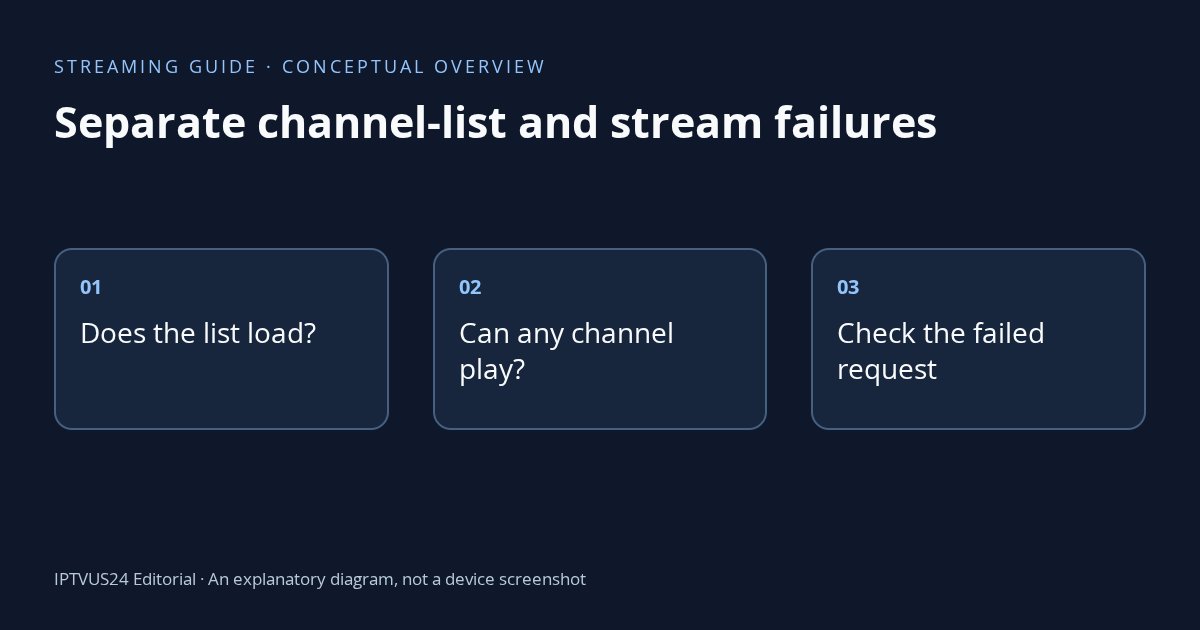 STREAMING GUIDE · CONCEPTUAL OVERVIEW
Separate channel-list and stream failures
01
Does the list load?
02
Can any channel
play?
03
Check the failed
request
IPTVUS24 Editorial · An explanatory diagram, not a device screenshot